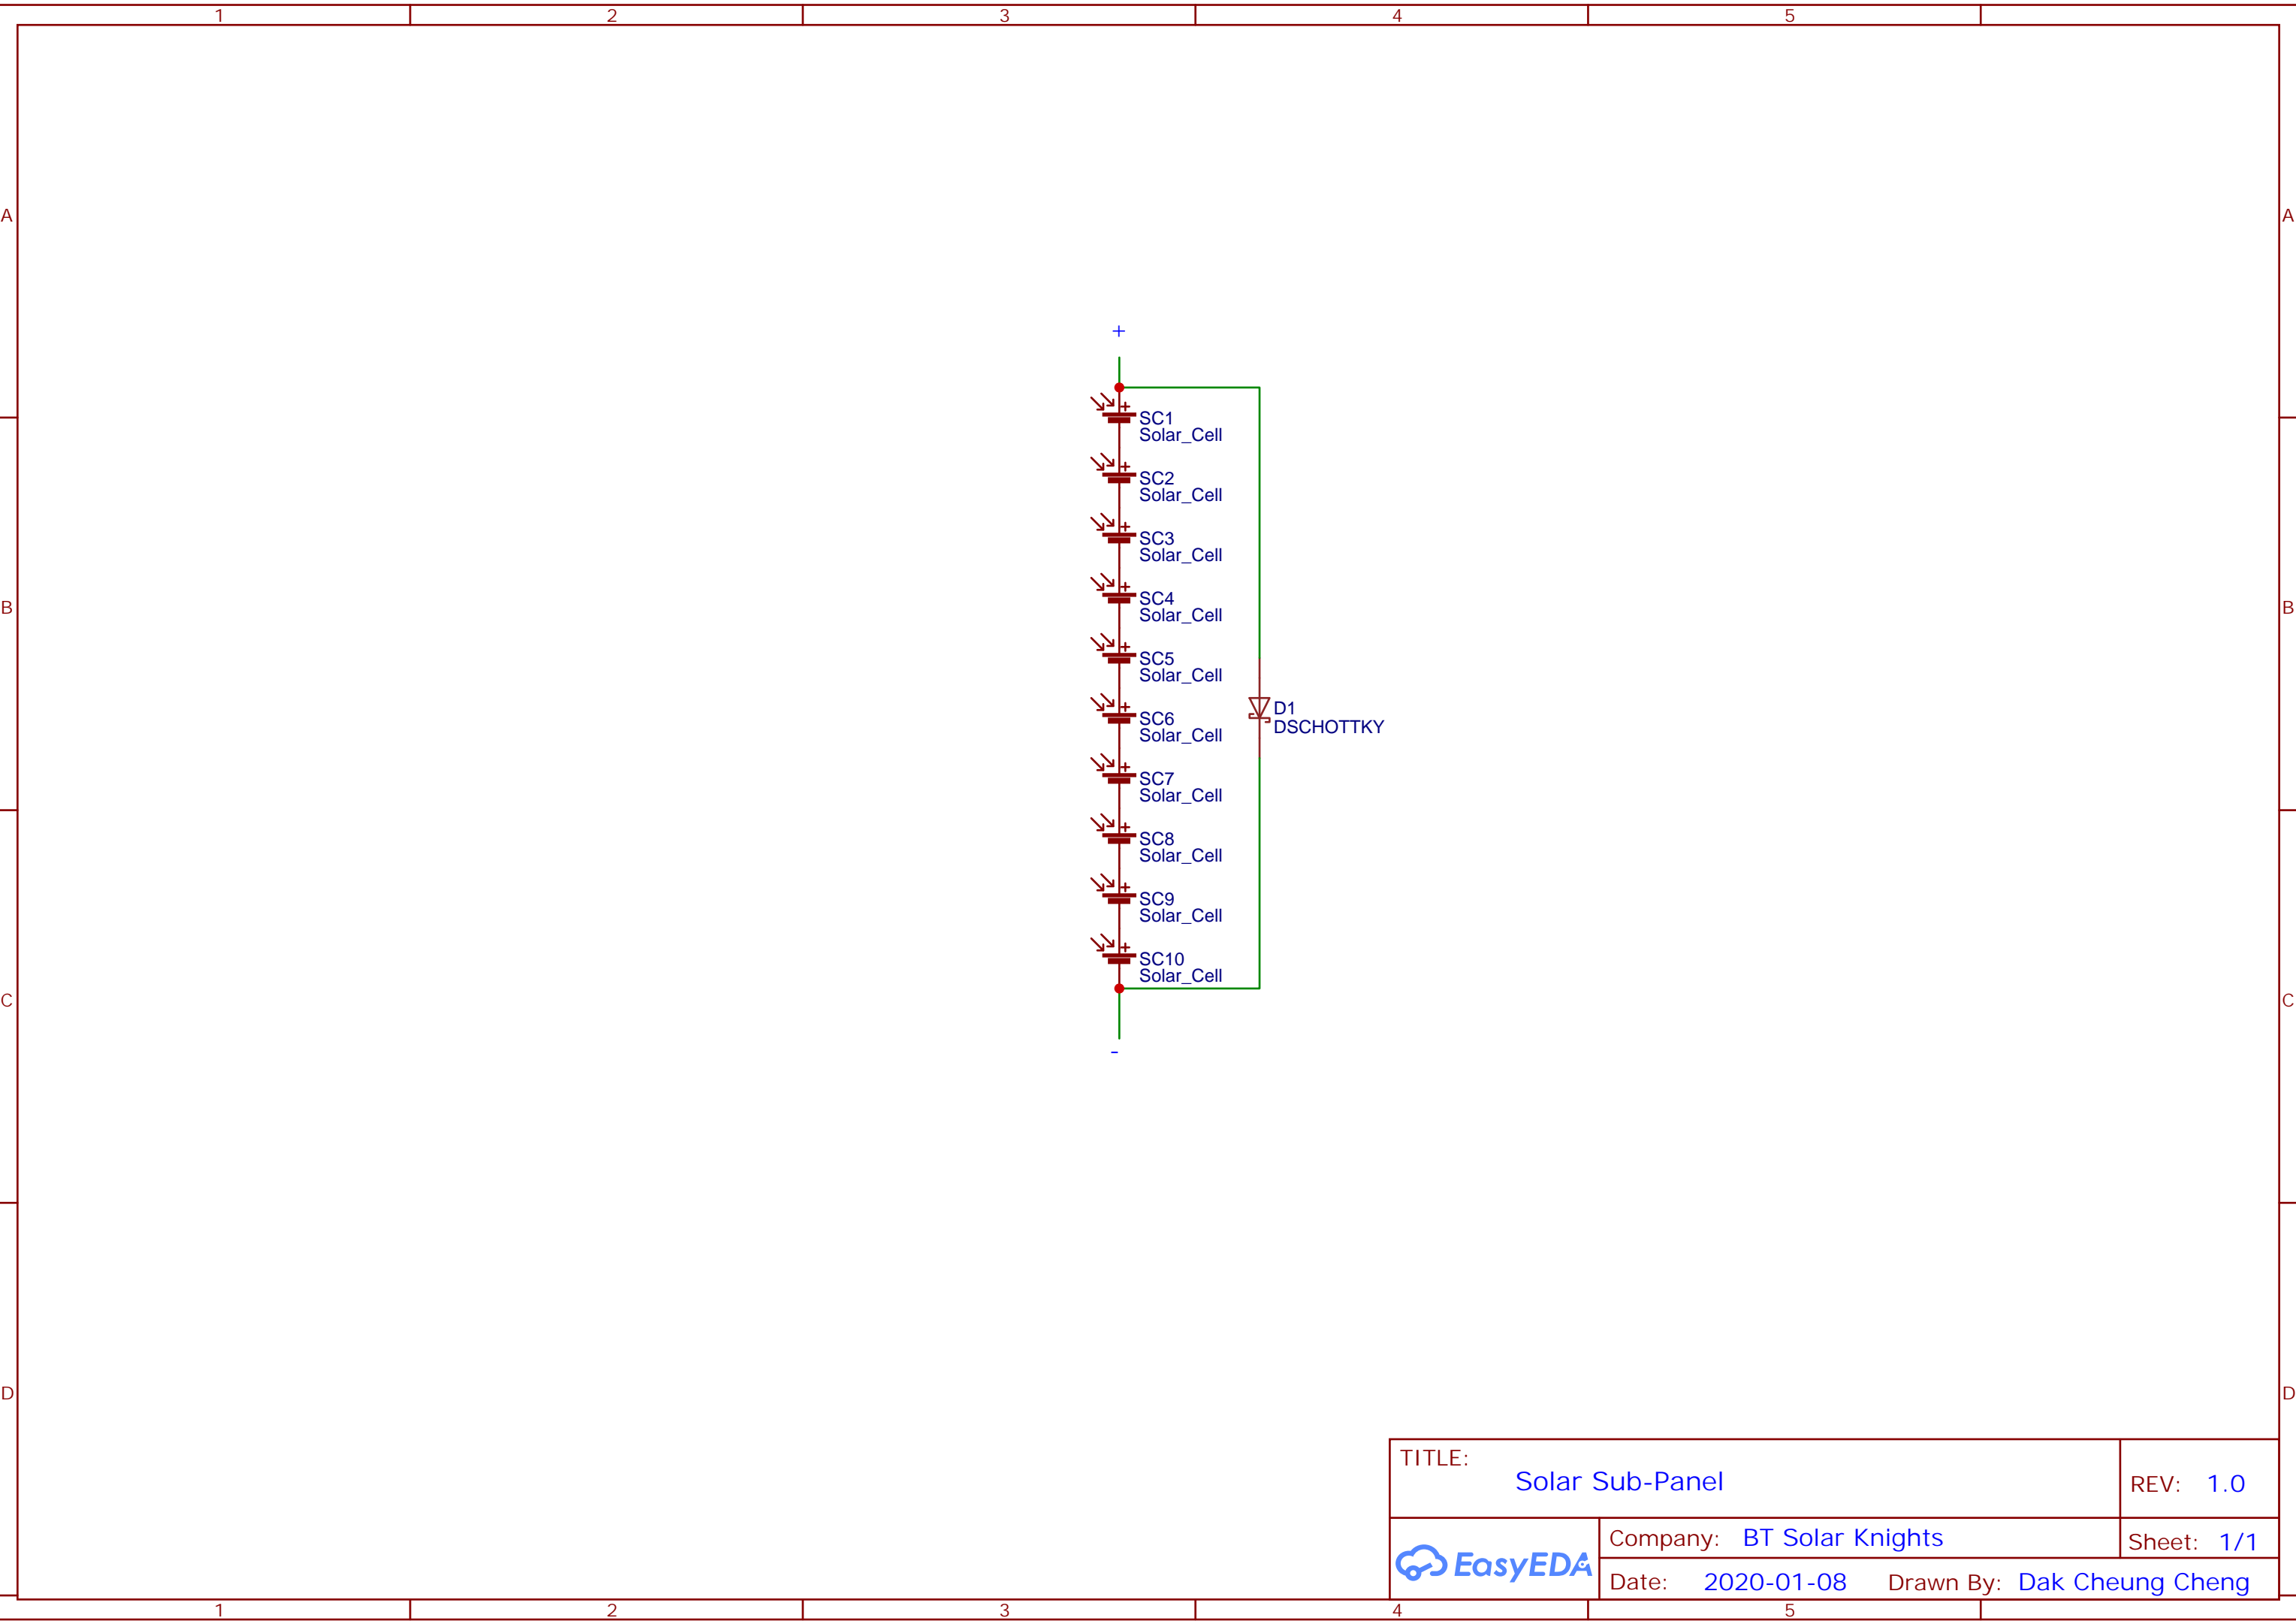 1 2 3 4 5
A A
+
SC1
Solar_Cell
SC2
Solar_Cell
SC3
Solar_Cell
SC4
Solar_Cell
B B
SC5
Solar_Cell
SC6
Solar_Cell
D1
DSCHOTTKY
SC7
Solar_Cell
SC8
Solar_Cell
SC9
Solar_Cell
SC10
Solar_Cell
C C
-
D D
TITLE:
Solar Sub-Panel
REV: 1.0
EasyEDA
Company: BT Solar Knights
Sheet: 1/1
Date: 2020-01-08 Drawn By: Dak Cheung Cheng
1 2 3 4 5